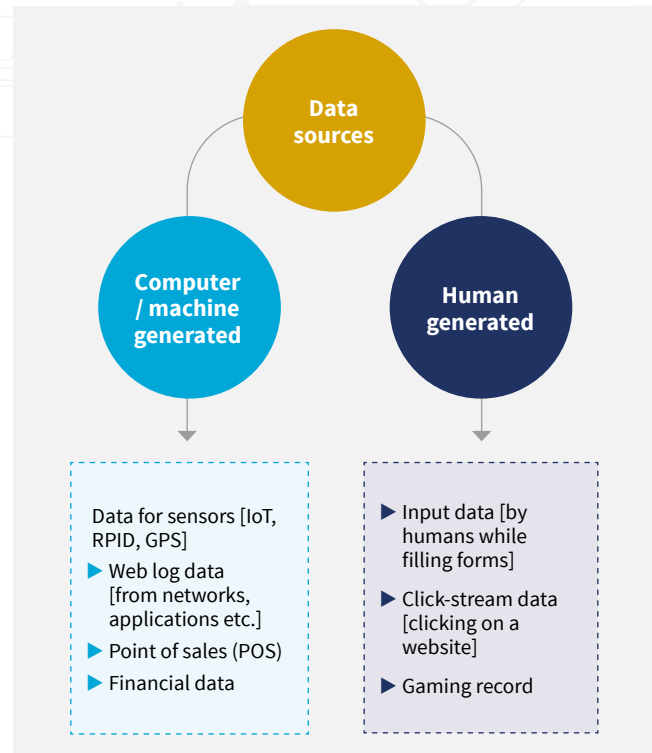 Data
sources
Computer
/ machine
generated
Human
generated
Data for sensors [IoT,
RPID, GPS]
▶ Web log data
[from networks,
applications etc.]
▶ Point of sales (POS)
▶ Financial data
▶ Input data [by
humans while
filling forms]
▶ Click-stream data
[clicking on a
website]
▶ Gaming record